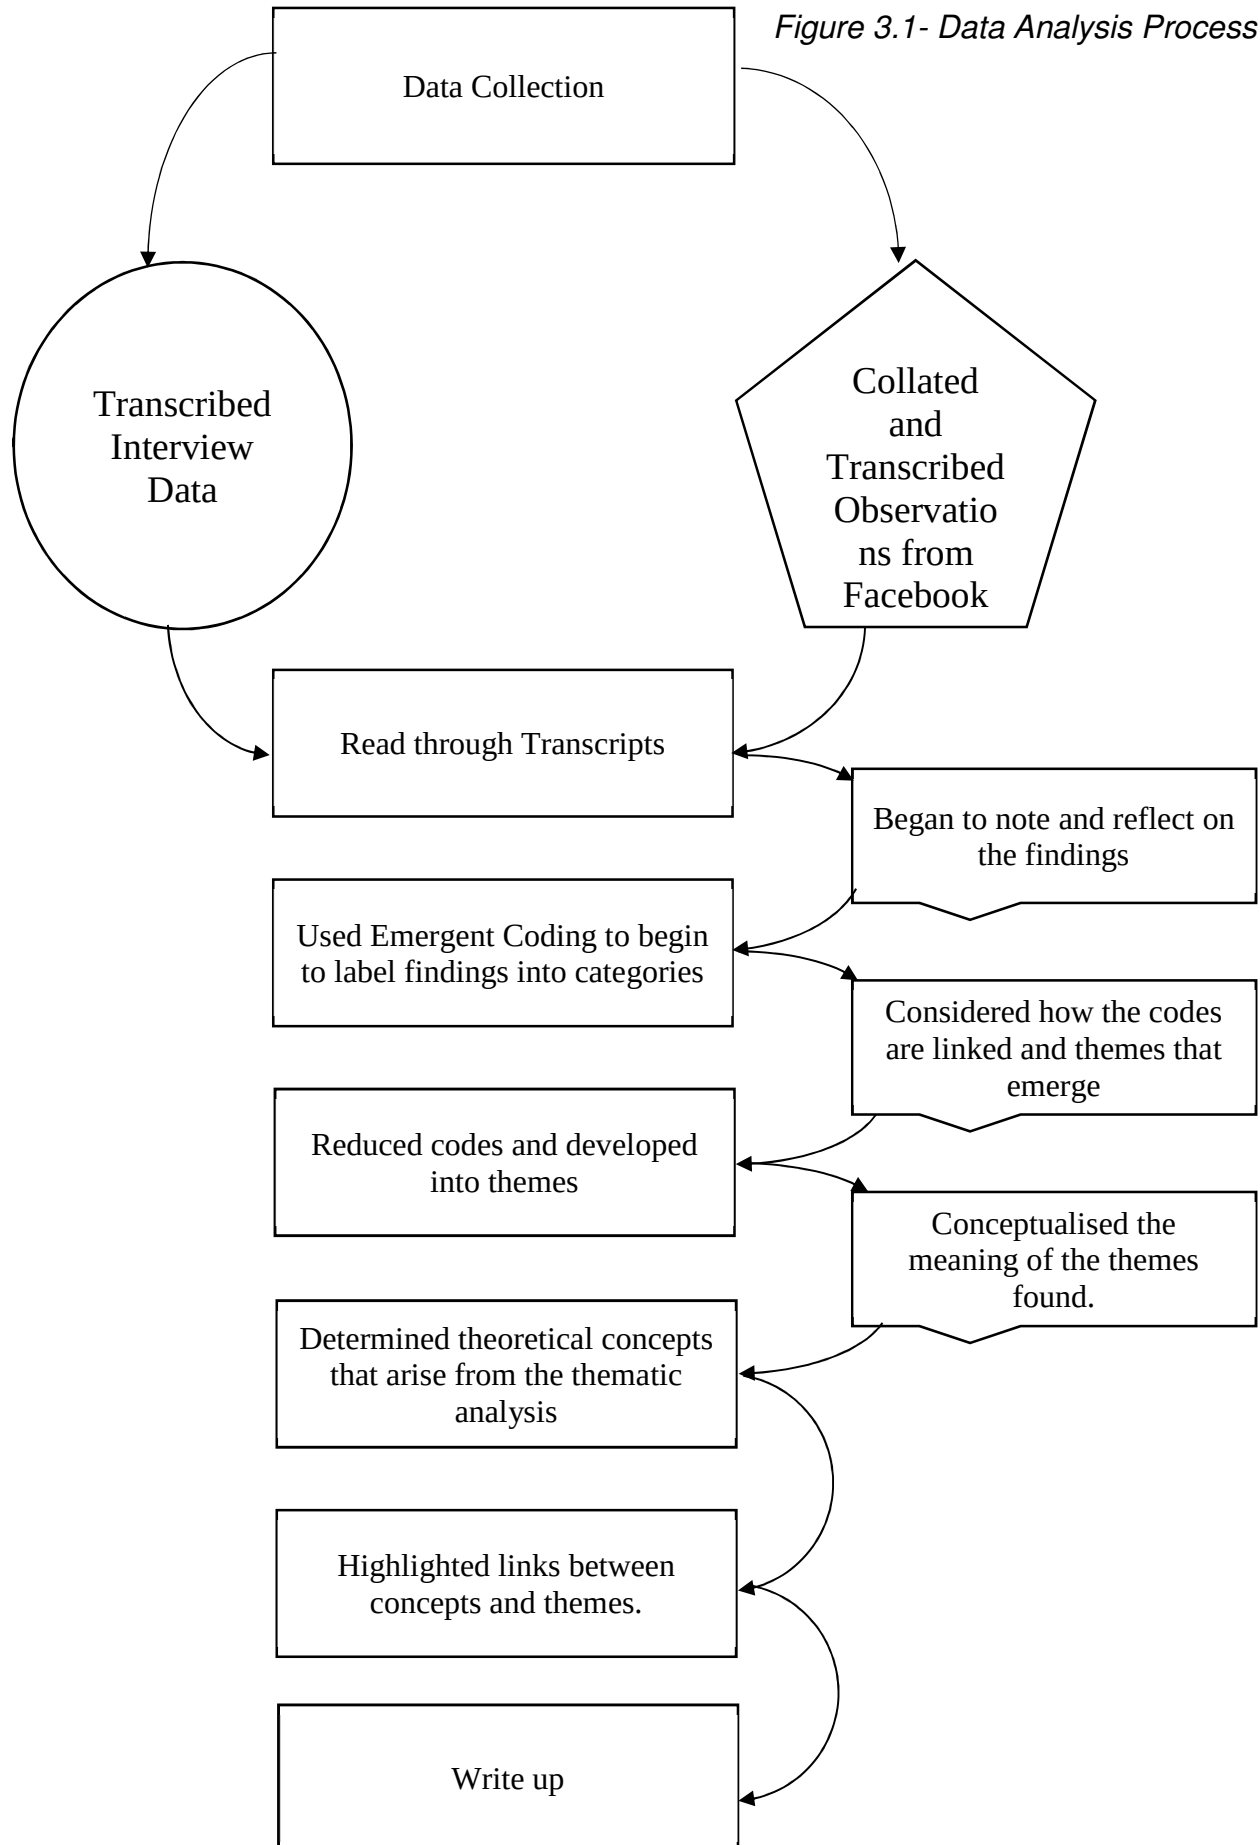 Figure 3.1- Data Analysis Process
Data Collection
Transcribed
Interview
Data
Collated
and
Transcribed
Observatio
ns from
Facebook
Read through Transcripts
Began to note and reflect on
the findings
Used Emergent Coding to begin
to label findings into categories
Considered how the codes
are linked and themes that
emerge
Reduced codes and developed
into themes
Conceptualised the
meaning of the themes
found.
Determined theoretical concepts
that arise from the thematic
analysis
Highlighted links between
concepts and themes.
Write up